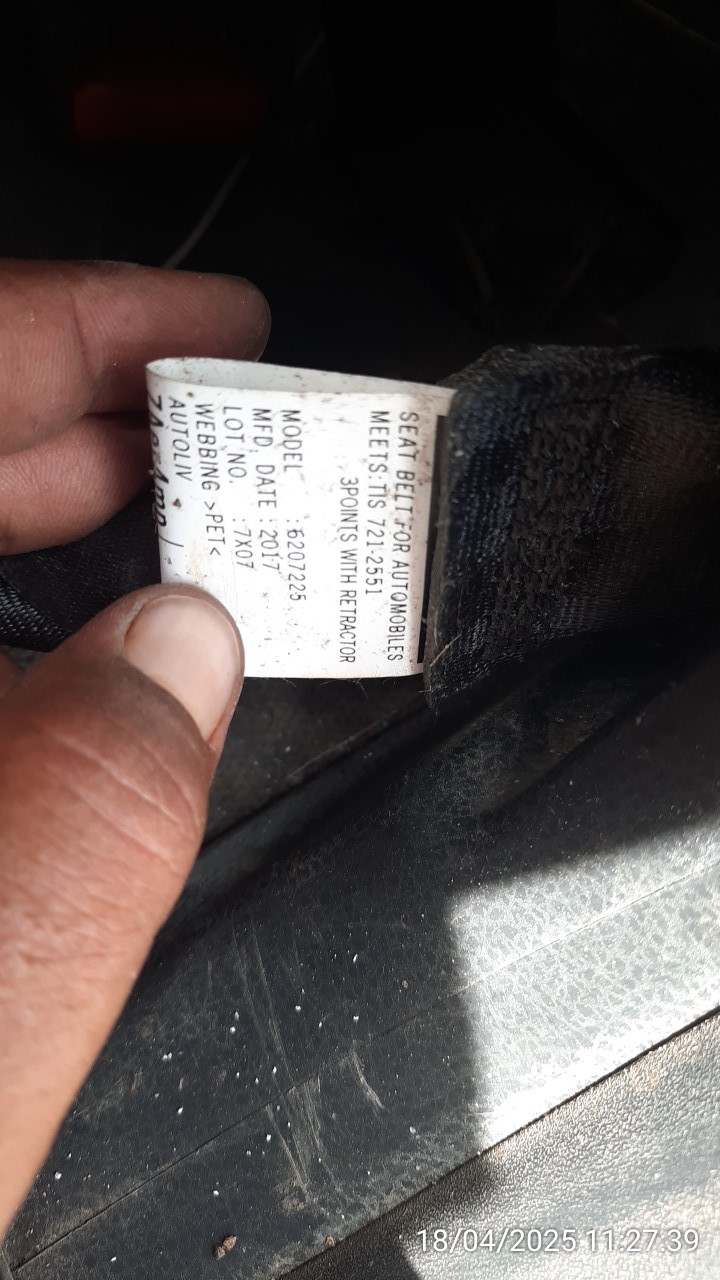 SEAT BELT FOR AUTOMOBILES
MEETS:TIS 721-2551
3POINTS WITH RETRACTOR
MODEL :6207225
MFD, DATE :2017
LOT NO. :7X07
WEBBING >PET<
AUTOLIV
18/04/2025 11:27:39